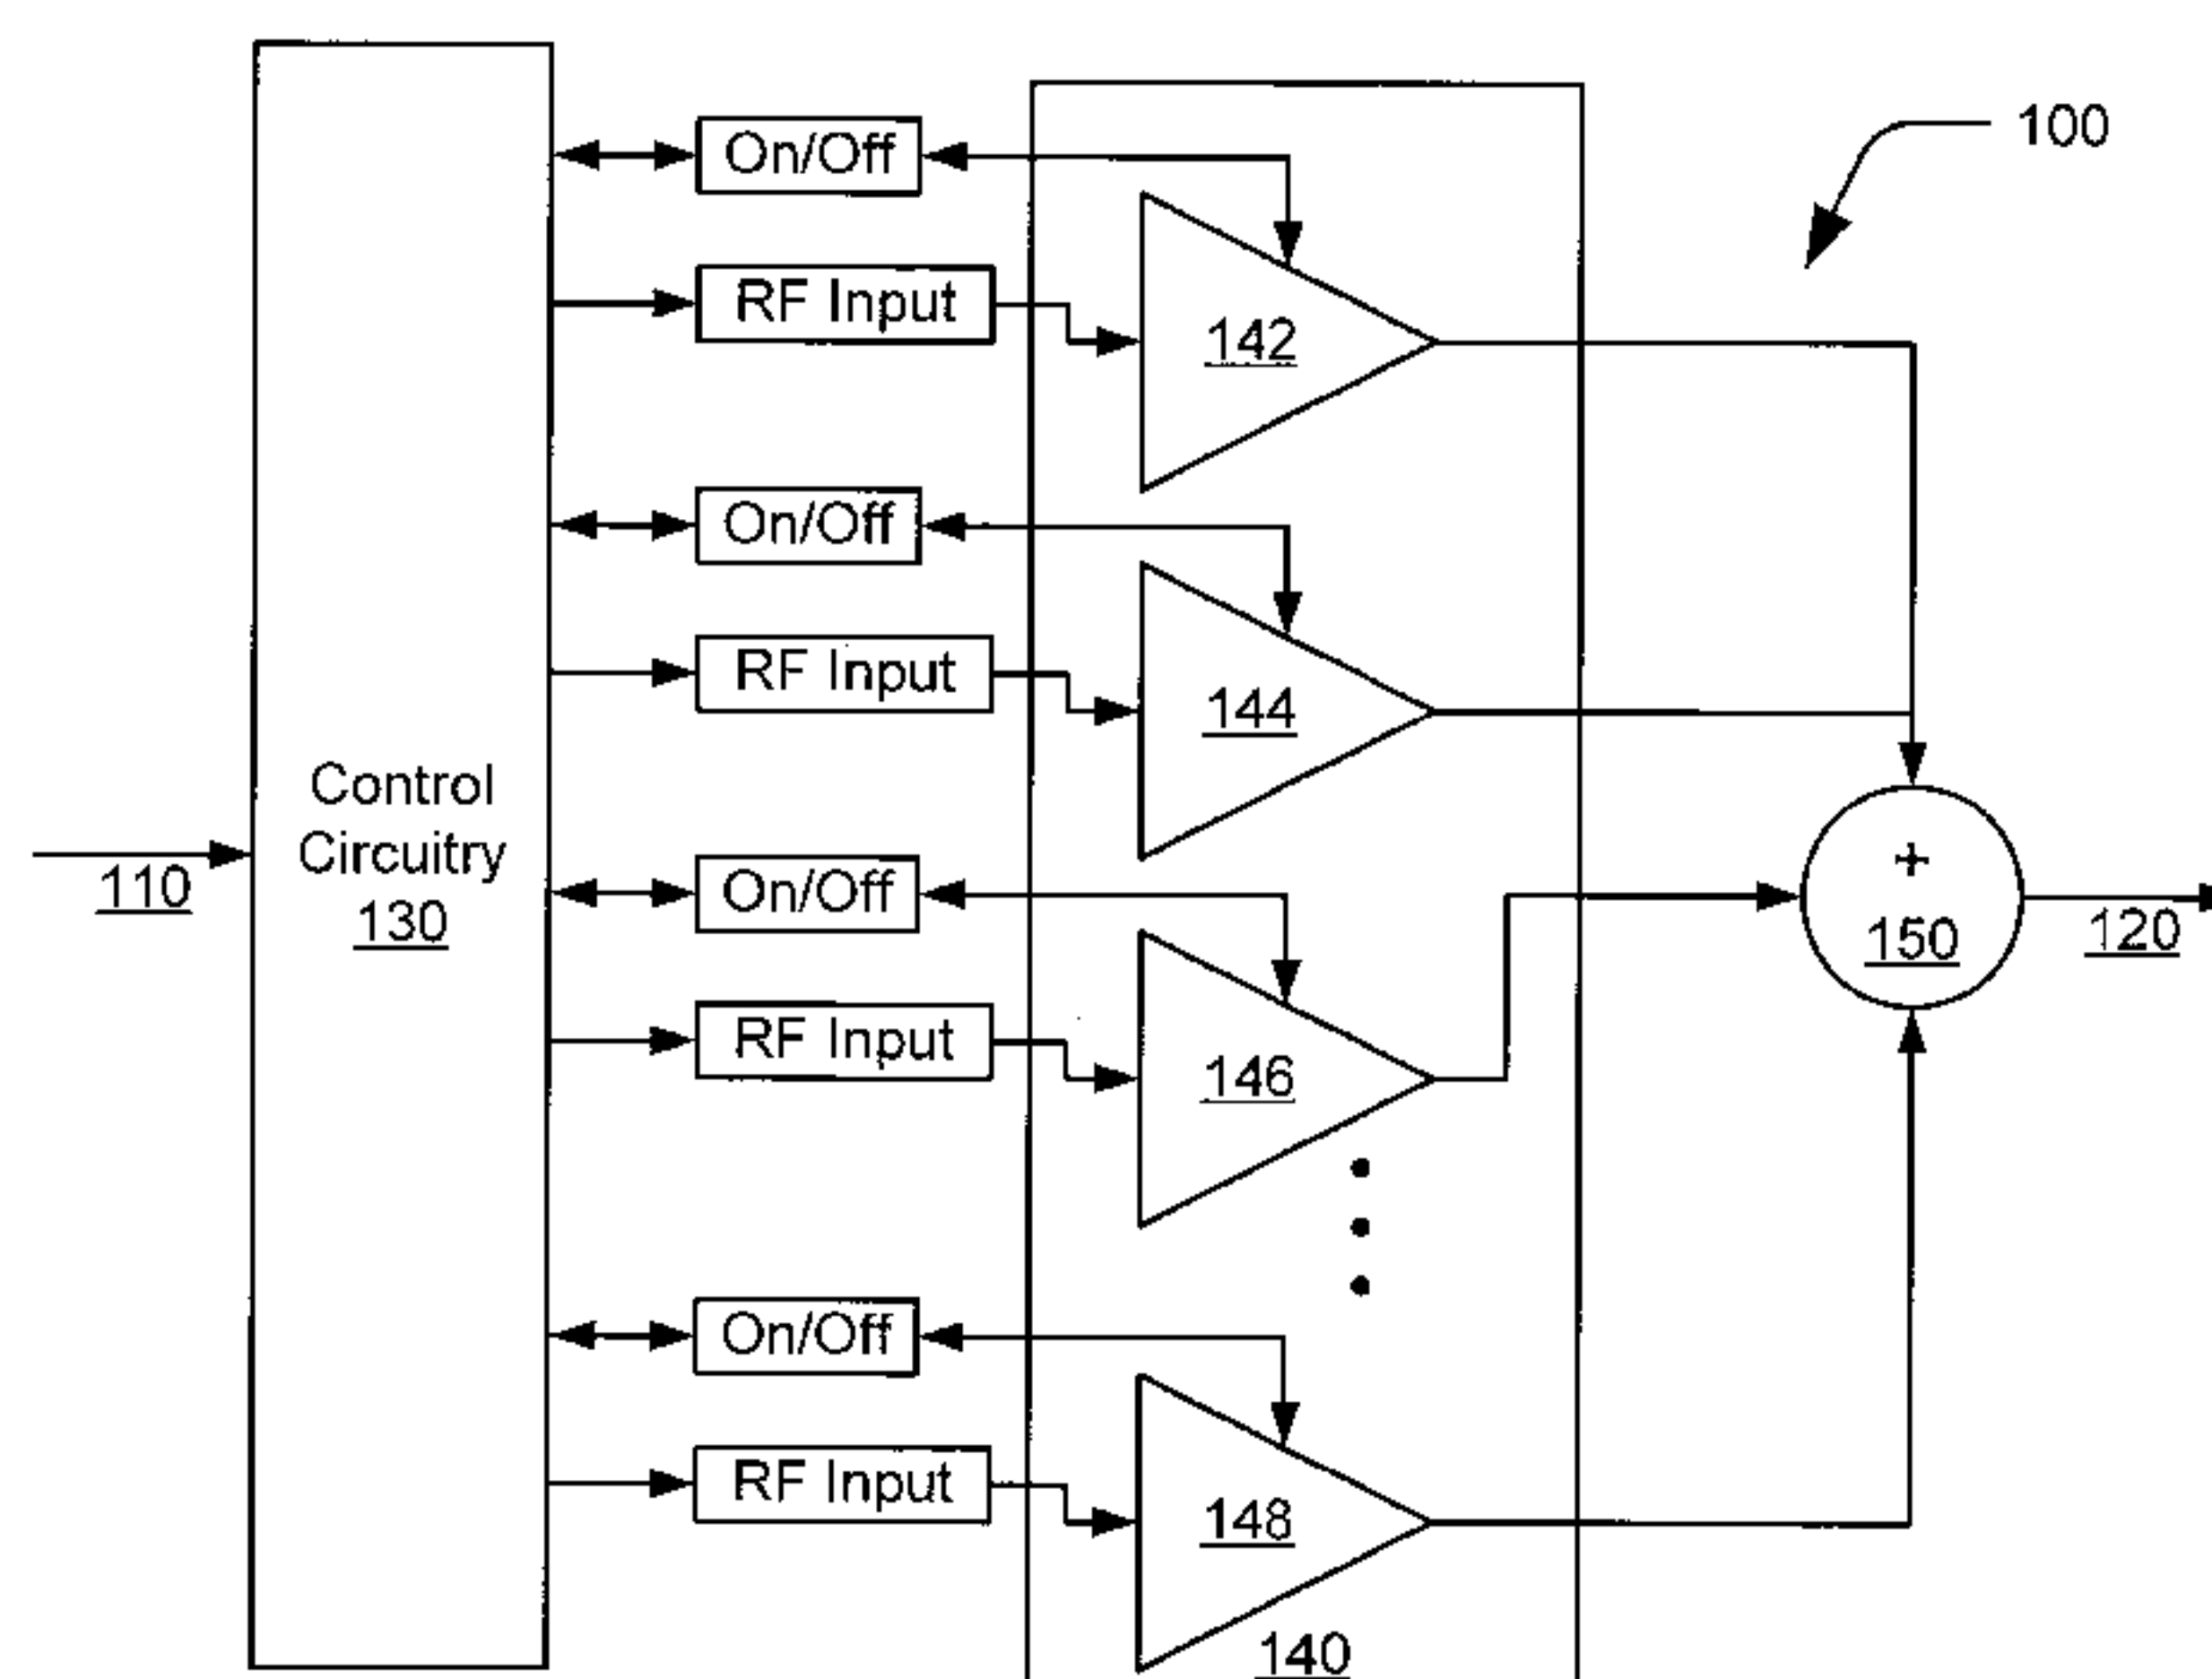 100
On/Off
RF Input
142
On/Off
RF Input
144
Control
Circuitry
130
110
On/Off
RF Input
146
+
150
120
On/Off
RF Input
148
140